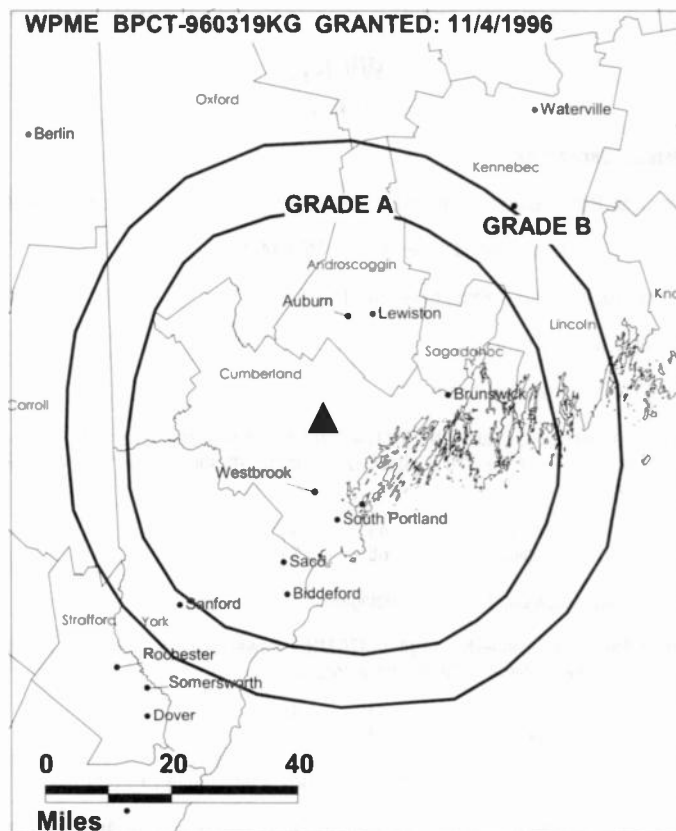 WPME BPCT-960319KG GRANTED: 11/4/1996
Oxford
Waterville
Berlin
Kennebec
GRADE A
GRADE B
Androscoggin
Auburn
Lewiston
Lincoln
Sagadahoc
Cumberland
Brunswick
Carroll
Westbrook
South Portland
Saco
Biddeford
Sanford
Strafford
York
Rochester
Somersworth
Dover
0 20 40
Miles